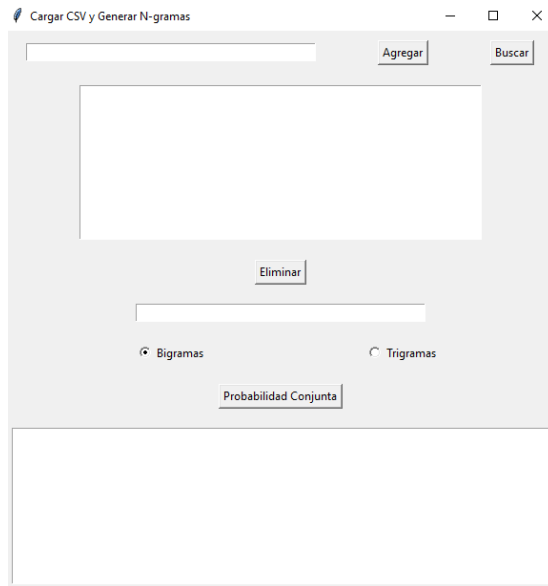 Cargar CSV y Generar N-gramas
Agregar Buscar
Eliminar
Bigramas Trigramas
Probabilidad Conjunta